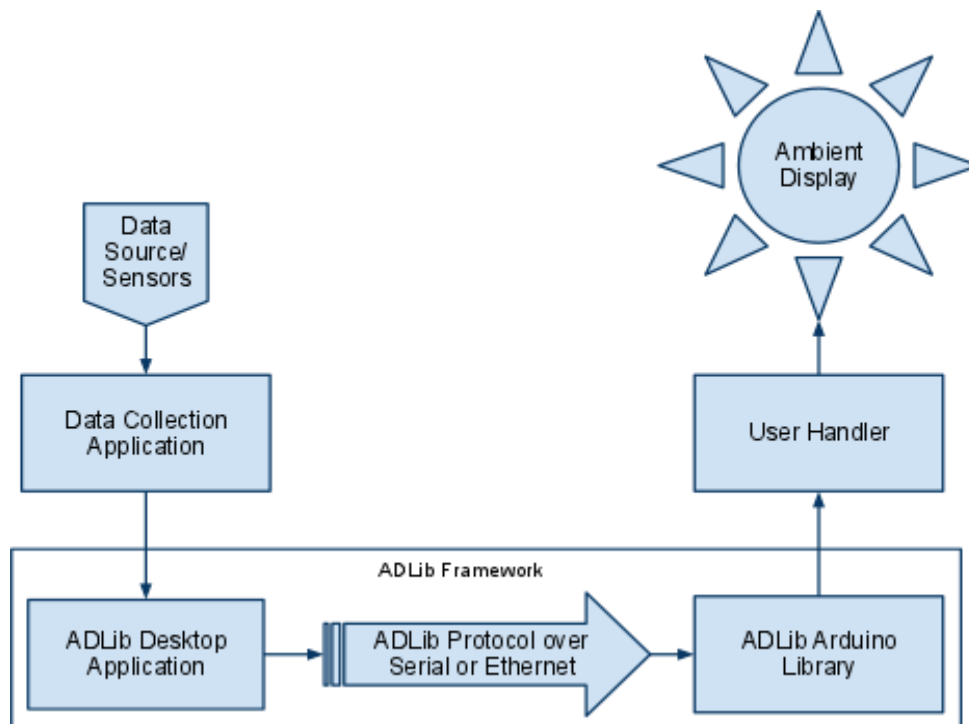 Ambient
Display
Data
Source/
Sensors
Data Collection
Application
User Handler
ADLib Framework
ADLib Desktop
Application
ADLib Protocol over
Serial or Ethernet
ADLib Arduino
Library